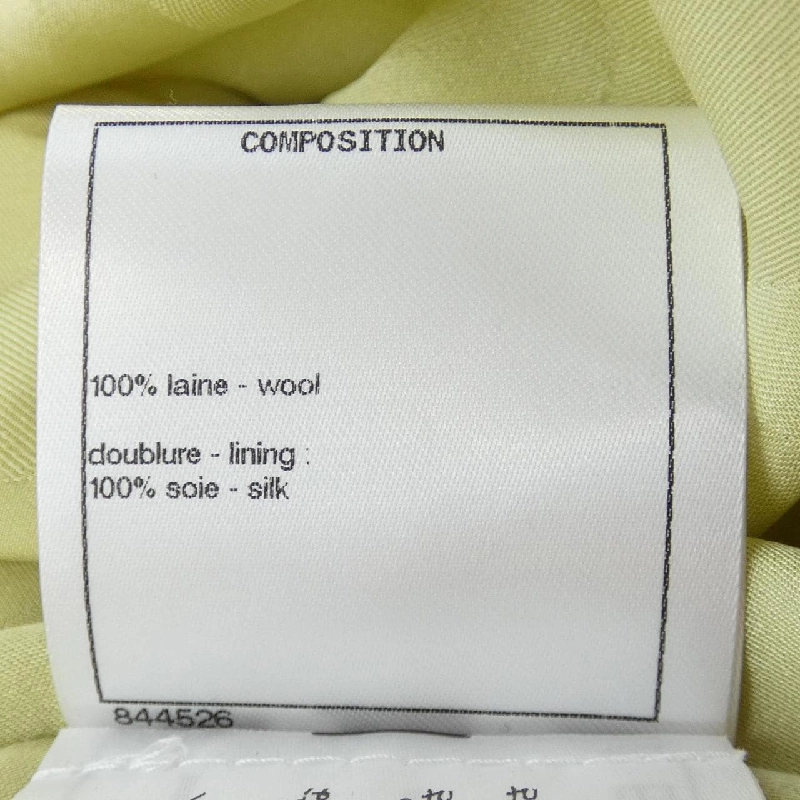 COMPOSITION
100% laine - wool
doublure - lining :
100% soie - silk
844526